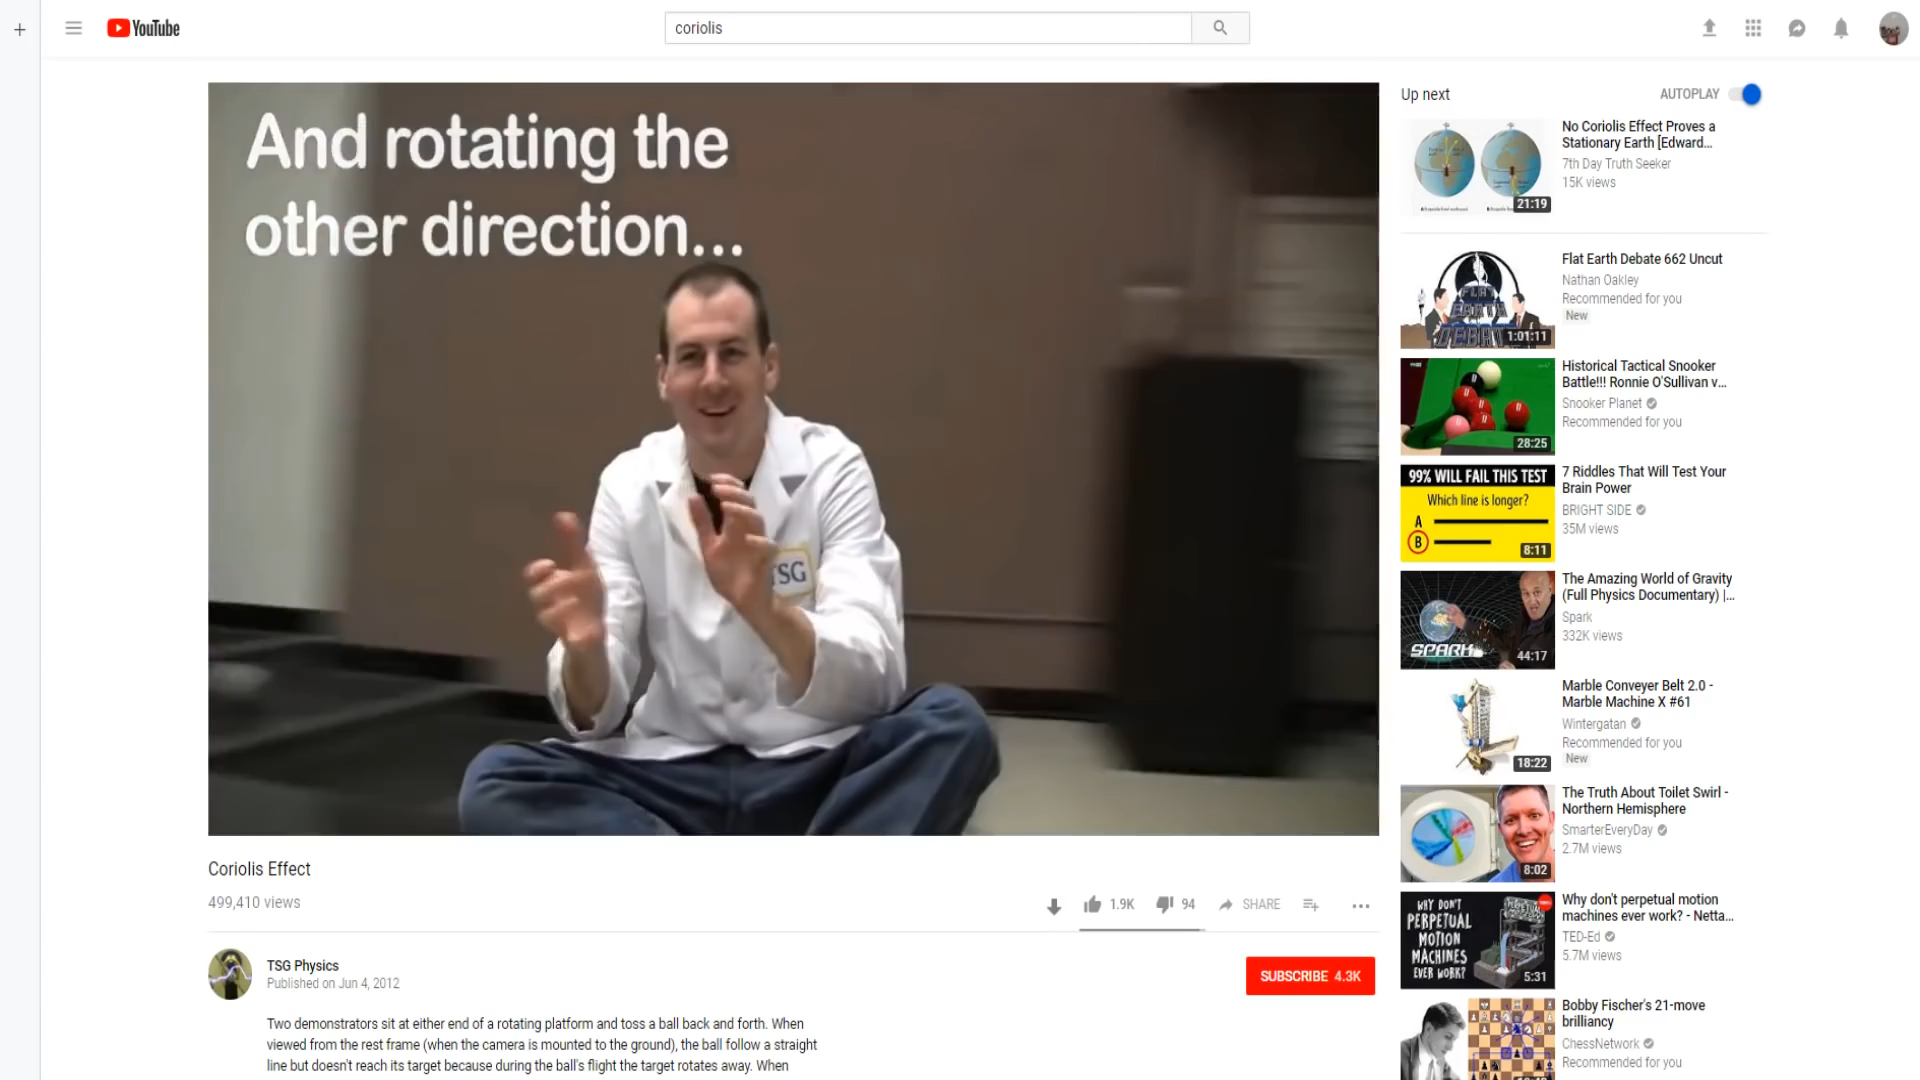 YouTube
coriolis
And rotating the
other direction...
TSG
Coriolis Effect
499,410 views
1.9K
94
SHARE
TSG Physics
Published on Jun 4, 2012
SUBSCRIBE 4.3K
Two demonstrators sit at either end of a rotating platform and toss a ball back and forth. When
viewed from the rest frame (when the camera is mounted to the ground), the ball follow a straight
line but doesn't reach its target because during the ball's flight the target rotates away. When
Up next
AUTOPLAY
21:19
No Coriolis Effect Proves a
Stationary Earth [Edward...
7th Day Truth Seeker
15K views
FLAT
EARTH
DEBATE
1:01:11
Flat Earth Debate 662 Uncut
Nathan Oakley
Recommended for you
New
28:25
Historical Tactical Snooker
Battle!!! Ronnie O'Sullivan v...
Snooker Planet
Recommended for you
99% WILL FAIL THIS TEST
Which line is longer?
A
B
8:11
7 Riddles That Will Test Your
Brain Power
BRIGHT SIDE
35M views
SPARK
44:17
The Amazing World of Gravity
(Full Physics Documentary) |...
Spark
332K views
18:22
Marble Conveyer Belt 2.0 -
Marble Machine X #61
Wintergatan
Recommended for you
New
8:02
The Truth About Toilet Swirl -
Northern Hemisphere
SmarterEveryDay
2.7M views
WHY DON'T
PERPETUAL
MOTION
MACHINES
EVER WORK?
5:31
Why don't perpetual motion
machines ever work? - Netta...
TED-Ed
5.7M views
Bobby Fischer's 21-move
brilliancy
ChessNetwork
Recommended for you